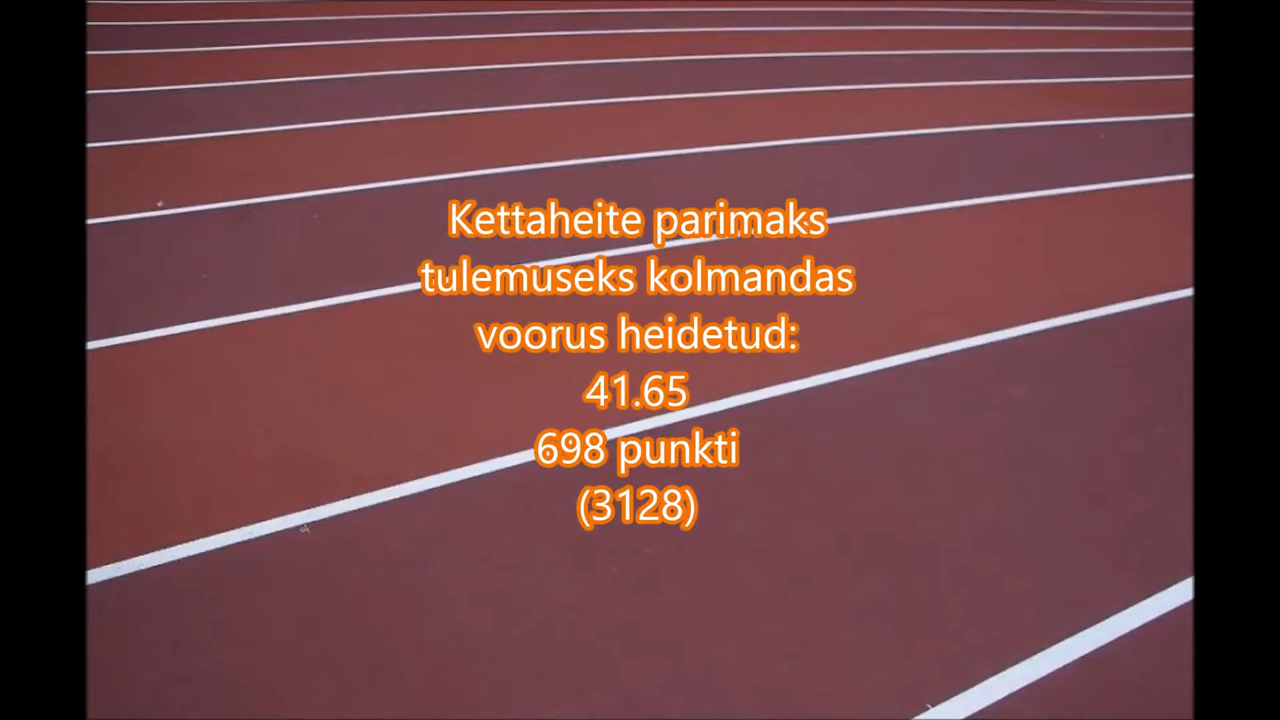 Kettaheite parimaks
tulemuseks kolmandas
voorus heidetud:
41.65
698 punkti
(3128)